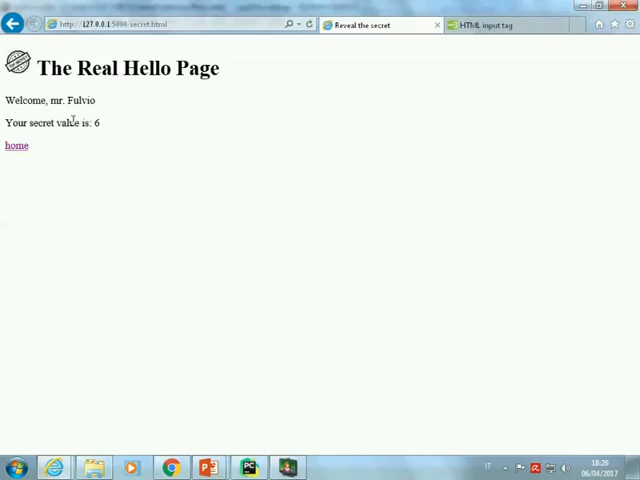 http://127.0.0.1:5000/secret.html
Reveal the secret
HTML input tag
The Real Hello Page
Welcome, mr. Fulvio
Your secret value is: 6
home
IT
18:26
06/04/2017